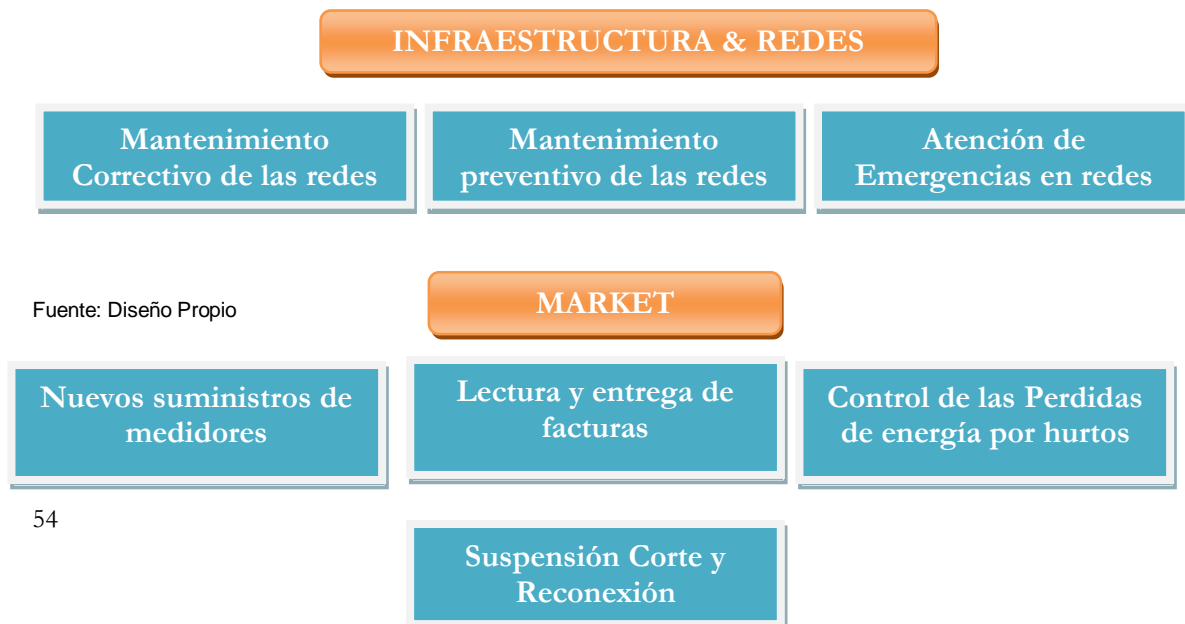 INFRAESTRUCTURA & REDES
Mantenimiento
Correctivo de las redes
Mantenimiento
preventivo de las redes
Atención de
Emergencias en redes
Fuente: Diseño Propio
MARKET
Nuevos suministros de
medidores
Lectura y entrega de
facturas
Control de las Perdidas
de energía por hurtos
54
Suspensión Corte y
Reconexión